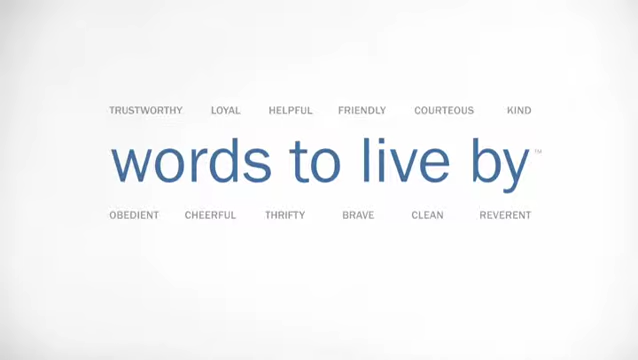 TRUSTWORTHY LOYAL HELPFUL FRIENDLY COURTEOUS KIND
words to live by™
OBEDIENT CHEERFUL THRIFTY BRAVE CLEAN REVERENT